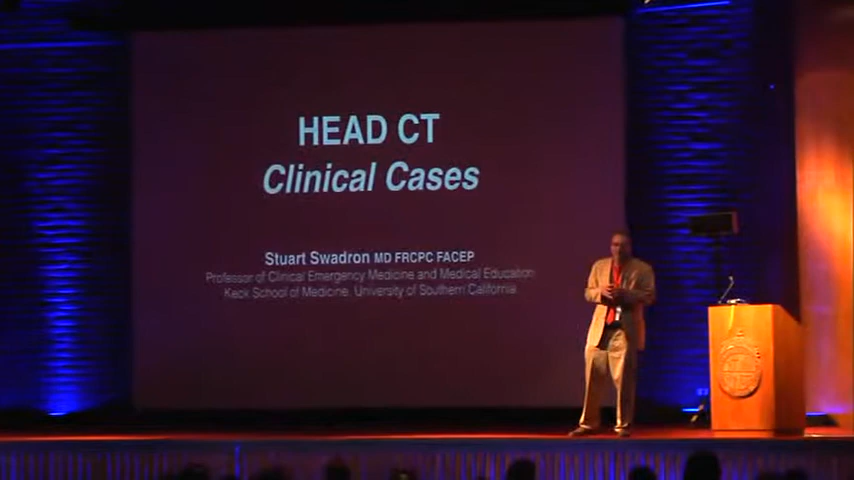 HEAD CT
Clinical Cases
Stuart Swadron MD FRCPC FACEP
Professor of Clinical Emergency Medicine and Medical Education
Keck School of Medicine, University of Southern California